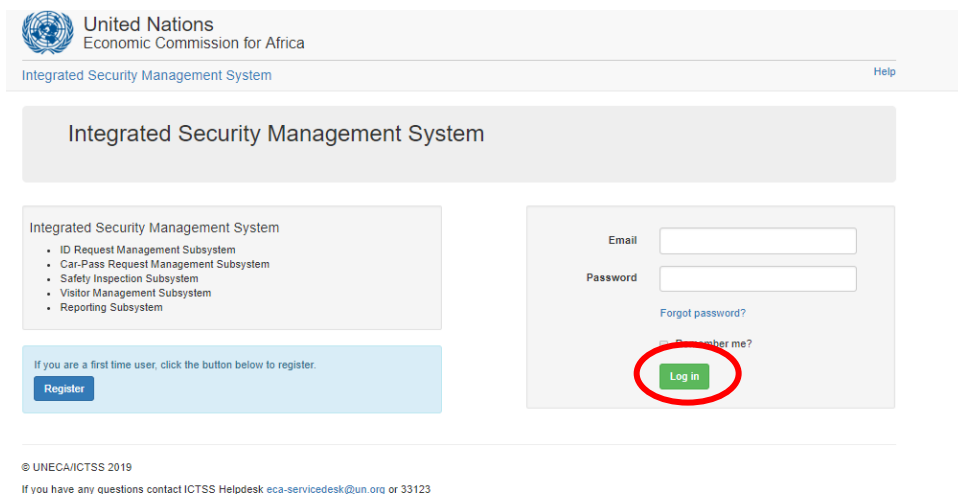 United Nations
Economic Commission for Africa
Integrated Security Management System
Help
Integrated Security Management System
Integrated Security Management System
• ID Request Management Subsystem
• Car-Pass Request Management Subsystem
• Safety Inspection Subsystem
• Visitor Management Subsystem
• Reporting Subsystem
If you are a first time user, click the button below to register.
Register
Email
Password
Forgot password?
Remember me?
Log in
© UNECA/ICTSS 2019
If you have any questions contact ICTSS Helpdesk eca-servicedesk@un.org or 33123